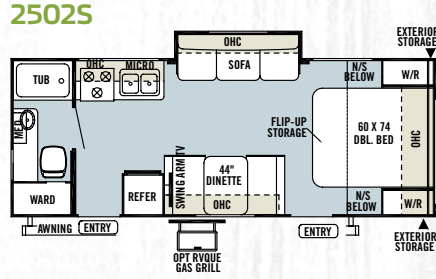 2502S
EXTERIOR
STORAGE
OHC
OHC
MICRO
SOFA
N/S
BELOW
W/R
TUB
MED
FLIP-UP
STORAGE
60 X 74
DBL. BED
OHC
SWING ARM TV
44"
DINETTE
WARD
REFER
OHC
N/S
BELOW
W/R
AWNING
ENTRY
ENTRY
EXTERIOR
STORAGE
OPT RVQUE
GAS GRILL